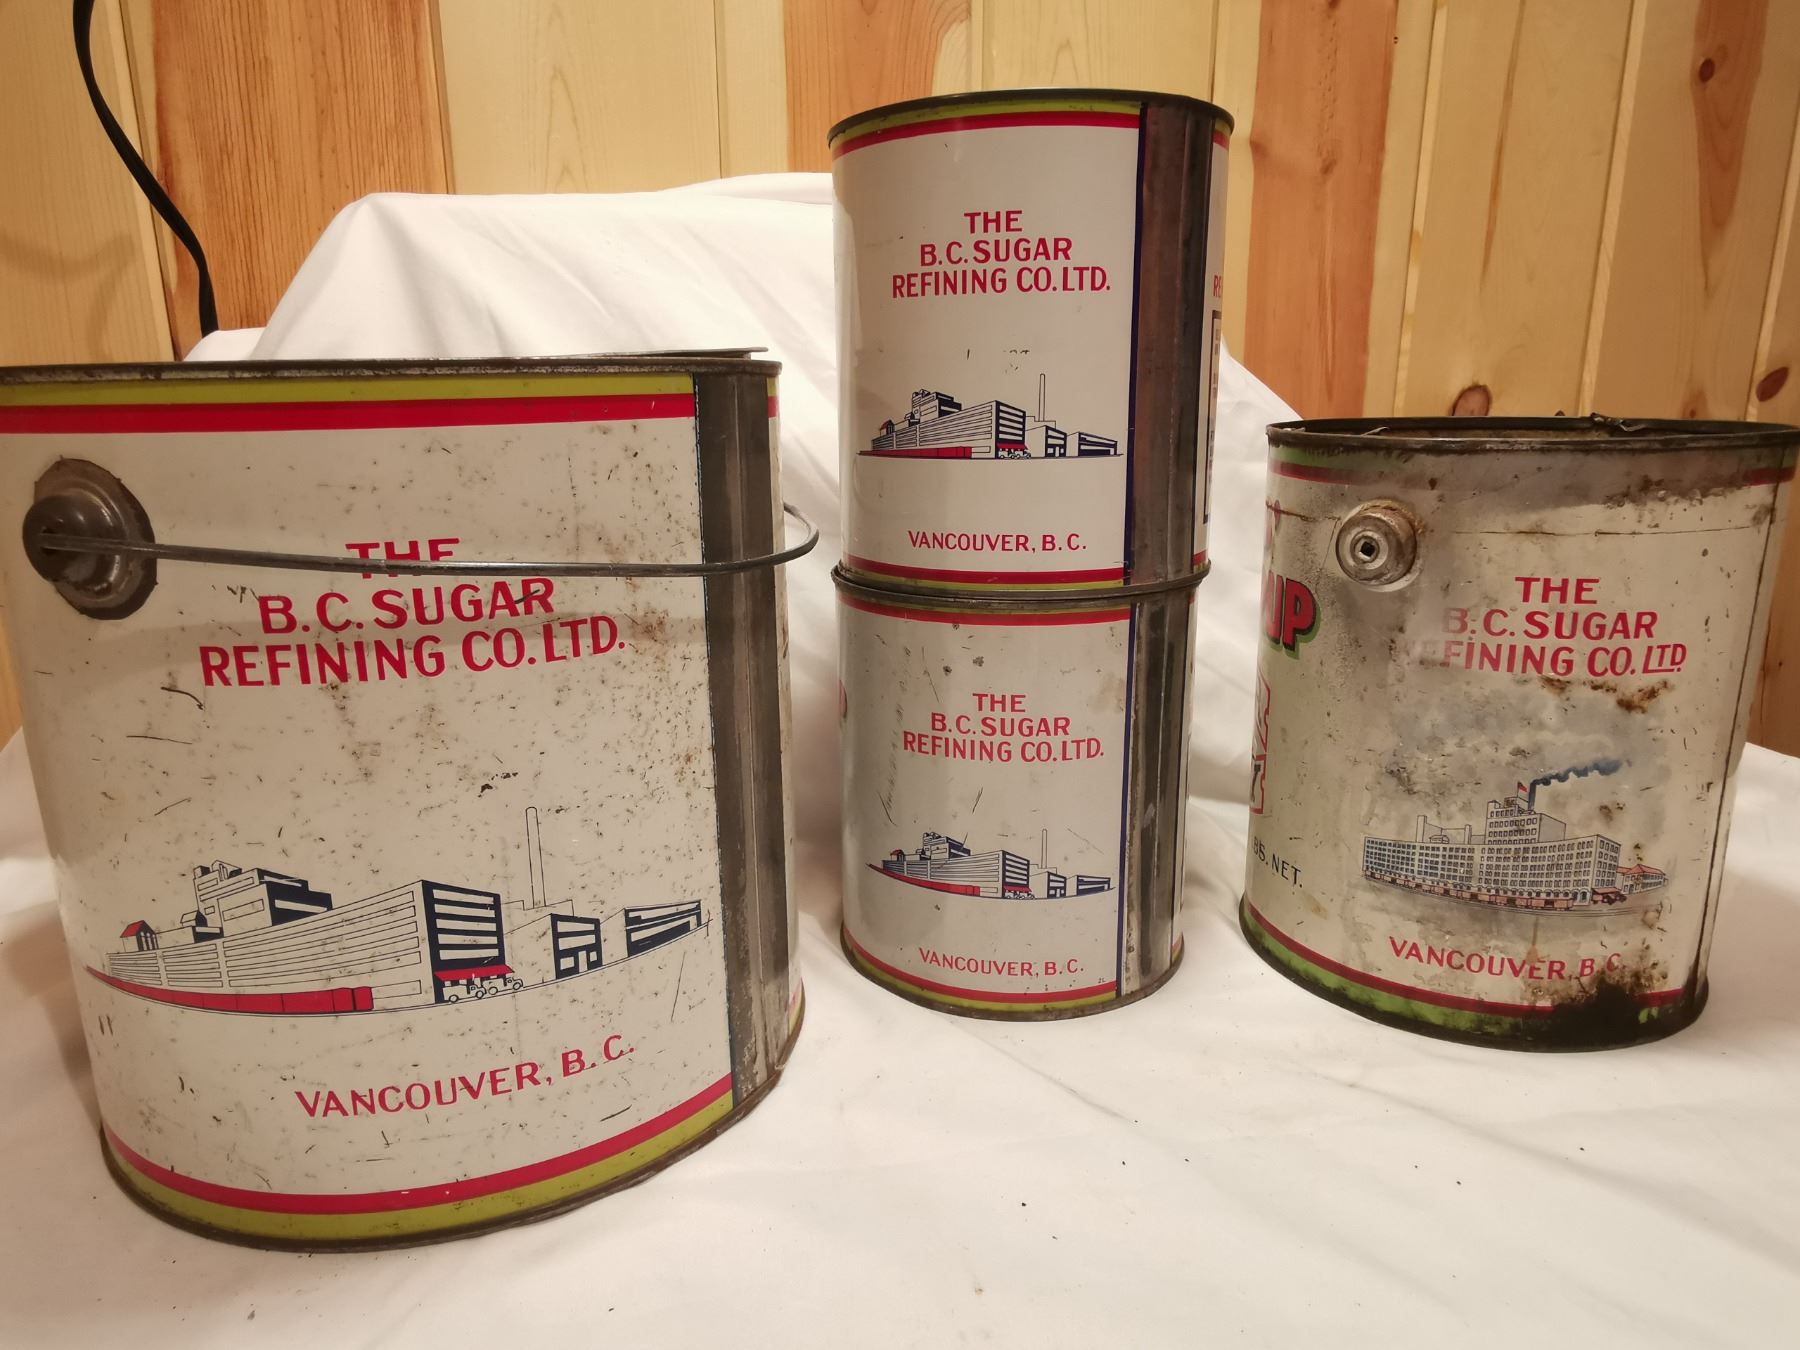 THE
B.C. SUGAR
REFINING CO. LTD.
VANCOUVER, B.C.
THE
B.C. SUGAR
REFINING CO. LTD.
VANCOUVER, B.C.
THE
B.C. SUGAR
REFINING CO. LTD.
VANCOUVER, B.C.
2L
THE
B.C. SUGAR
REFINING CO. LTD.
VANCOUVER, B.C.
NET.